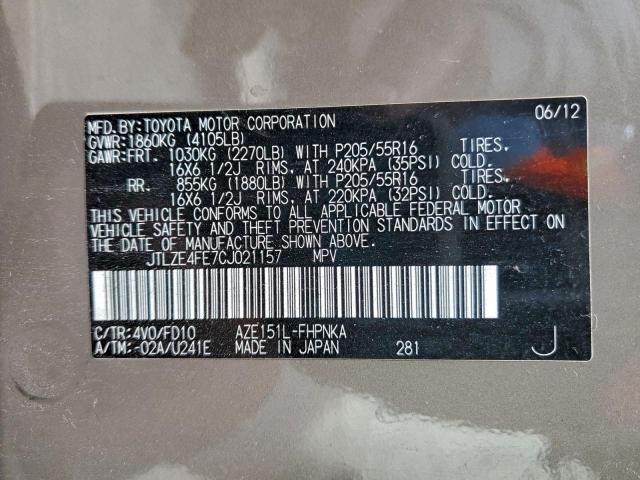 06/12
MFD.BY:TOYOTA MOTOR CORPORATION
GVWR:1860KG (4105LB)
GAWR:FRT. 1030KG (2270LB) WITH P205/55R16 TIRES,
16X6 1/2J RIMS, AT 240KPA (35PSI) COLD.
RR. 855KG (1880LB) WITH P205/55R16 TIRES,
16X6 1/2J RIMS, AT 220KPA (32PSI) COLD.
THIS VEHICLE CONFORMS TO ALL APPLICABLE FEDERAL MOTOR
VEHICLE SAFETY AND THEFT PREVENTION STANDARDS IN EFFECT ON
THE DATE OF MANUFACTURE SHOWN ABOVE.
JTLZE4FE7CJ021157 MPV
C/TR:4V0/FD10 AZE151L-FHPNKA
A/TM:-02A/U241E MADE IN JAPAN 281 J